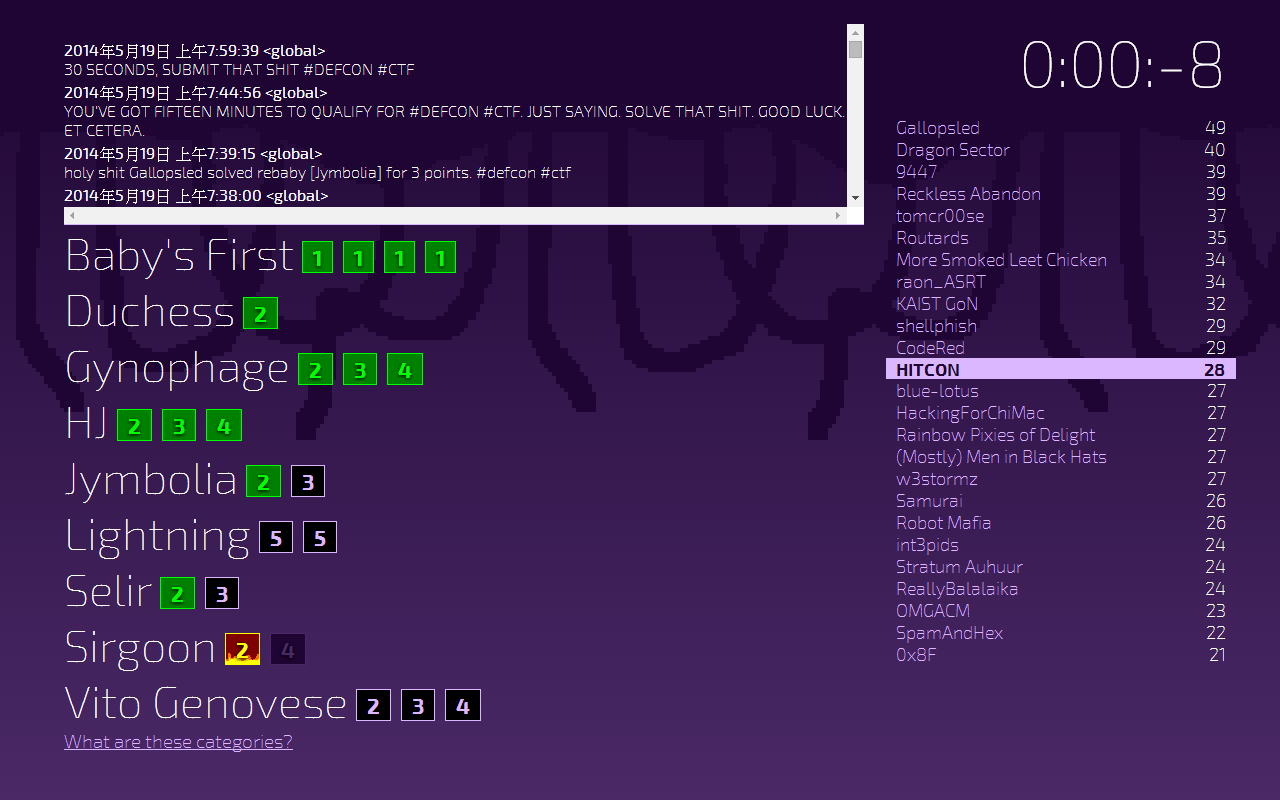 2014年5月19日 上午7:59:39 <global>
30 SECONDS, SUBMIT THAT SHIT #DEFCON #CTF
2014年5月19日 上午7:44:56 <global>
YOU'VE GOT FIFTEEN MINUTES TO QUALIFY FOR #DEFCON #CTF. JUST SAYING. SOLVE THAT SHIT. GOOD LUCK.
ET CETERA.
2014年5月19日 上午7:39:15 <global>
holy shit Gallopsled solved rebaby [Jymbolia] for 3 points. #defcon #ctf
2014年5月19日 上午7:38:00 <global>
Baby's First 1 1 1 1
Duchess 2
Gynophage 2 3 4
HJ 2 3 4
Jymbolia 2 3
Lightning 5 5
Selir 2 3
Sirgoon 2 4
Vito Genovese 2 3 4
What are these categories?
0:00:-8
Gallopsled 49
Dragon Sector 40
9447 39
Reckless Abandon 39
tomcr00se 37
Routards 35
More Smoked Leet Chicken 34
raon_ASRT 34
KAIST GoN 32
shellphish 29
CodeRed 29
HITCON 28
blue-lotus 27
HackingForChiMac 27
Rainbow Pixies of Delight 27
(Mostly) Men in Black Hats 27
w3stormz 27
Samurai 26
Robot Mafia 26
int3pids 24
Stratum Auhuur 24
ReallyBalalaika 24
OMGACM 23
SpamAndHex 22
0x8F 21